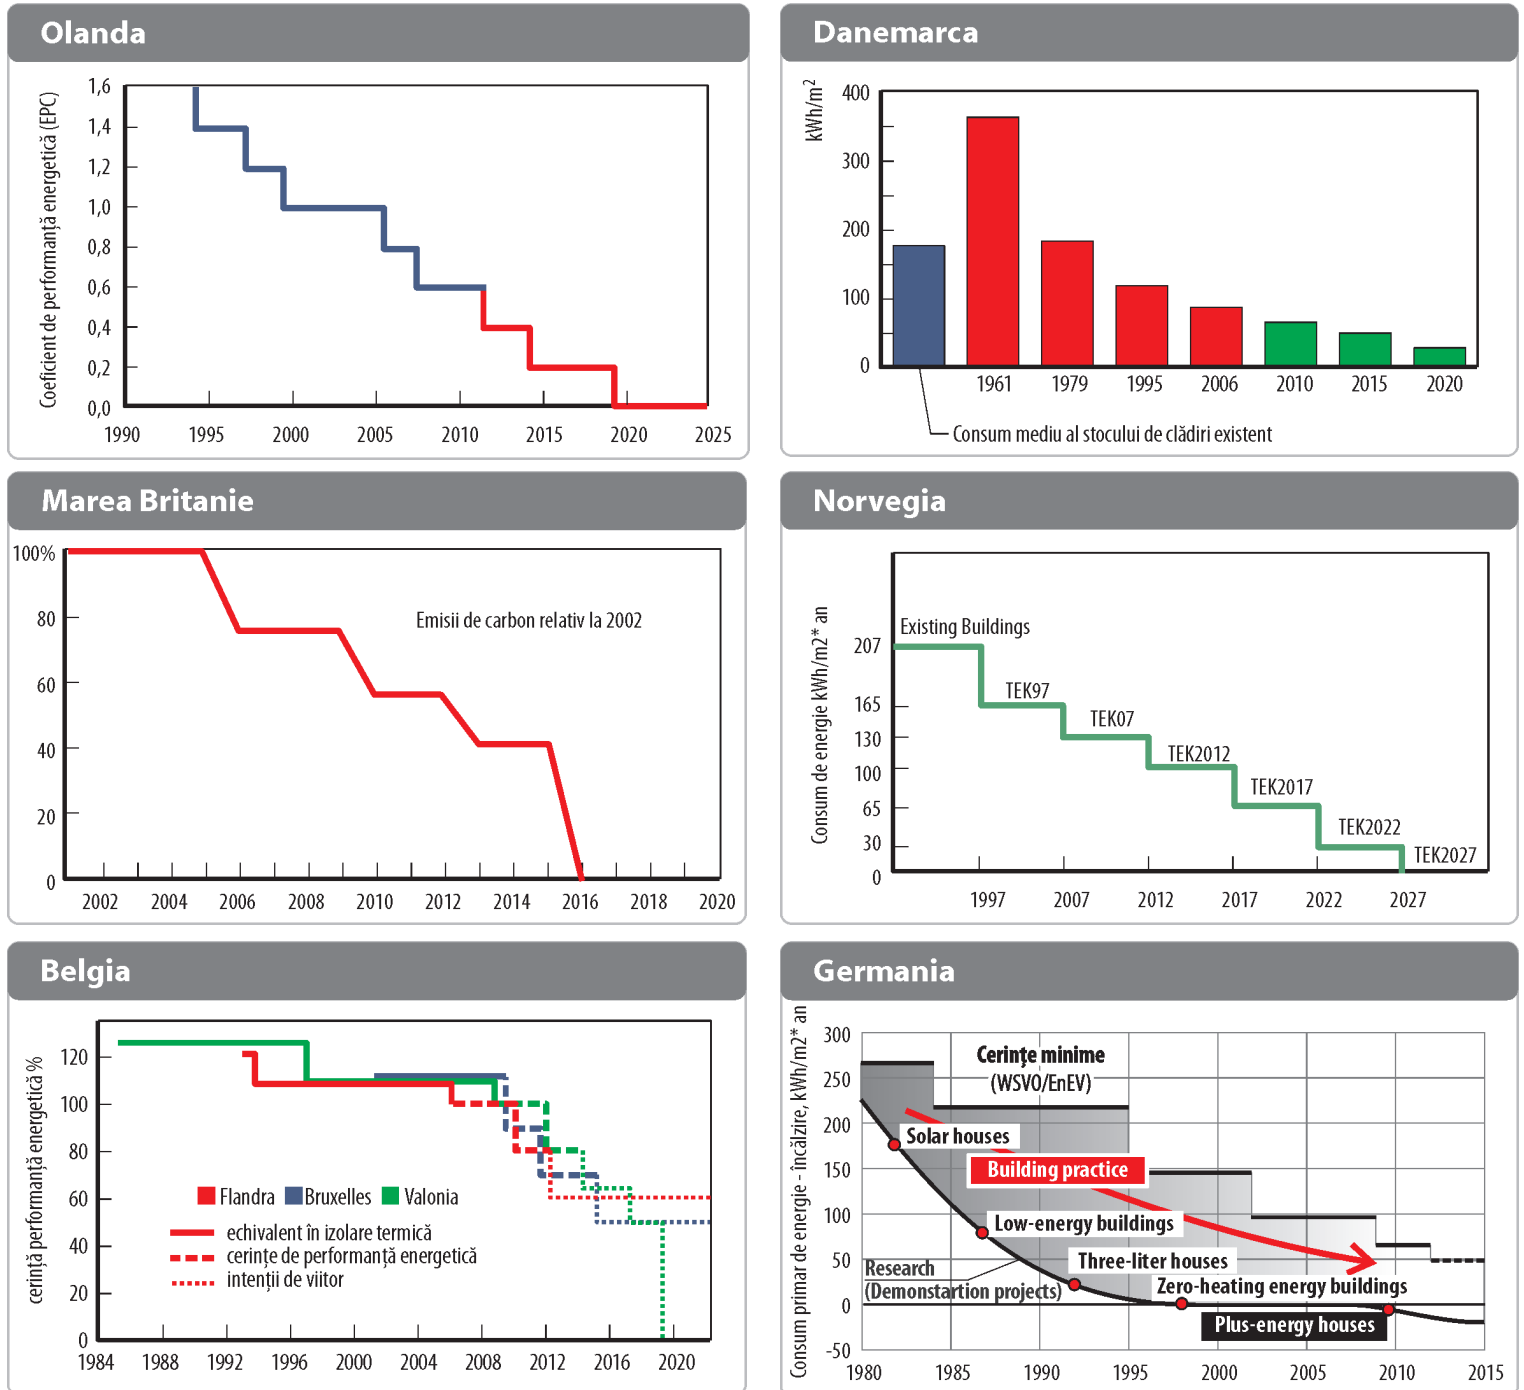 Olanda
Coeficient de performanță energetică (EPC)
1,6
1,4
1,2
1,0
0,8
0,6
0,4
0,2
0,0
1990 1995 2000 2005 2010 2015 2020 2025
Danemarca
kWh/m2
400
300
200
100
0
1961 1979 1995 2006 2010 2015 2020
Consum mediu al stocului de clădiri existent
Marea Britanie
100%
80
60
40
20
0
Emisii de carbon relativ la 2002
2002 2004 2006 2008 2010 2012 2014 2016 2018 2020
Norvegia
Consum de energie kWh/m2* an
207
165
130
100
65
30
0
Existing Buildings
TEK97
TEK07
TEK2012
TEK2017
TEK2022
TEK2027
1997 2007 2012 2017 2022 2027
Belgia
cerință performanță energetică %
120
100
80
60
40
20
0
Flandra Bruxelles Valonia
echivalent în izolare termică
cerințe de performanță energetică
intenții de viitor
1984 1988 1992 1996 2000 2004 2008 2012 2016 2020
Germania
Consum primar de energie - încălzire, kWh/m2* an
300
250
200
150
100
50
0
-50
Cerințe minime
(WSVO/EnEV)
Solar houses
Building practice
Low-energy buildings
Three-liter houses
Research
(Demonstartion projects)
Zero-heating energy buildings
Plus-energy houses
1980 1985 1990 1995 2000 2005 2010 2015